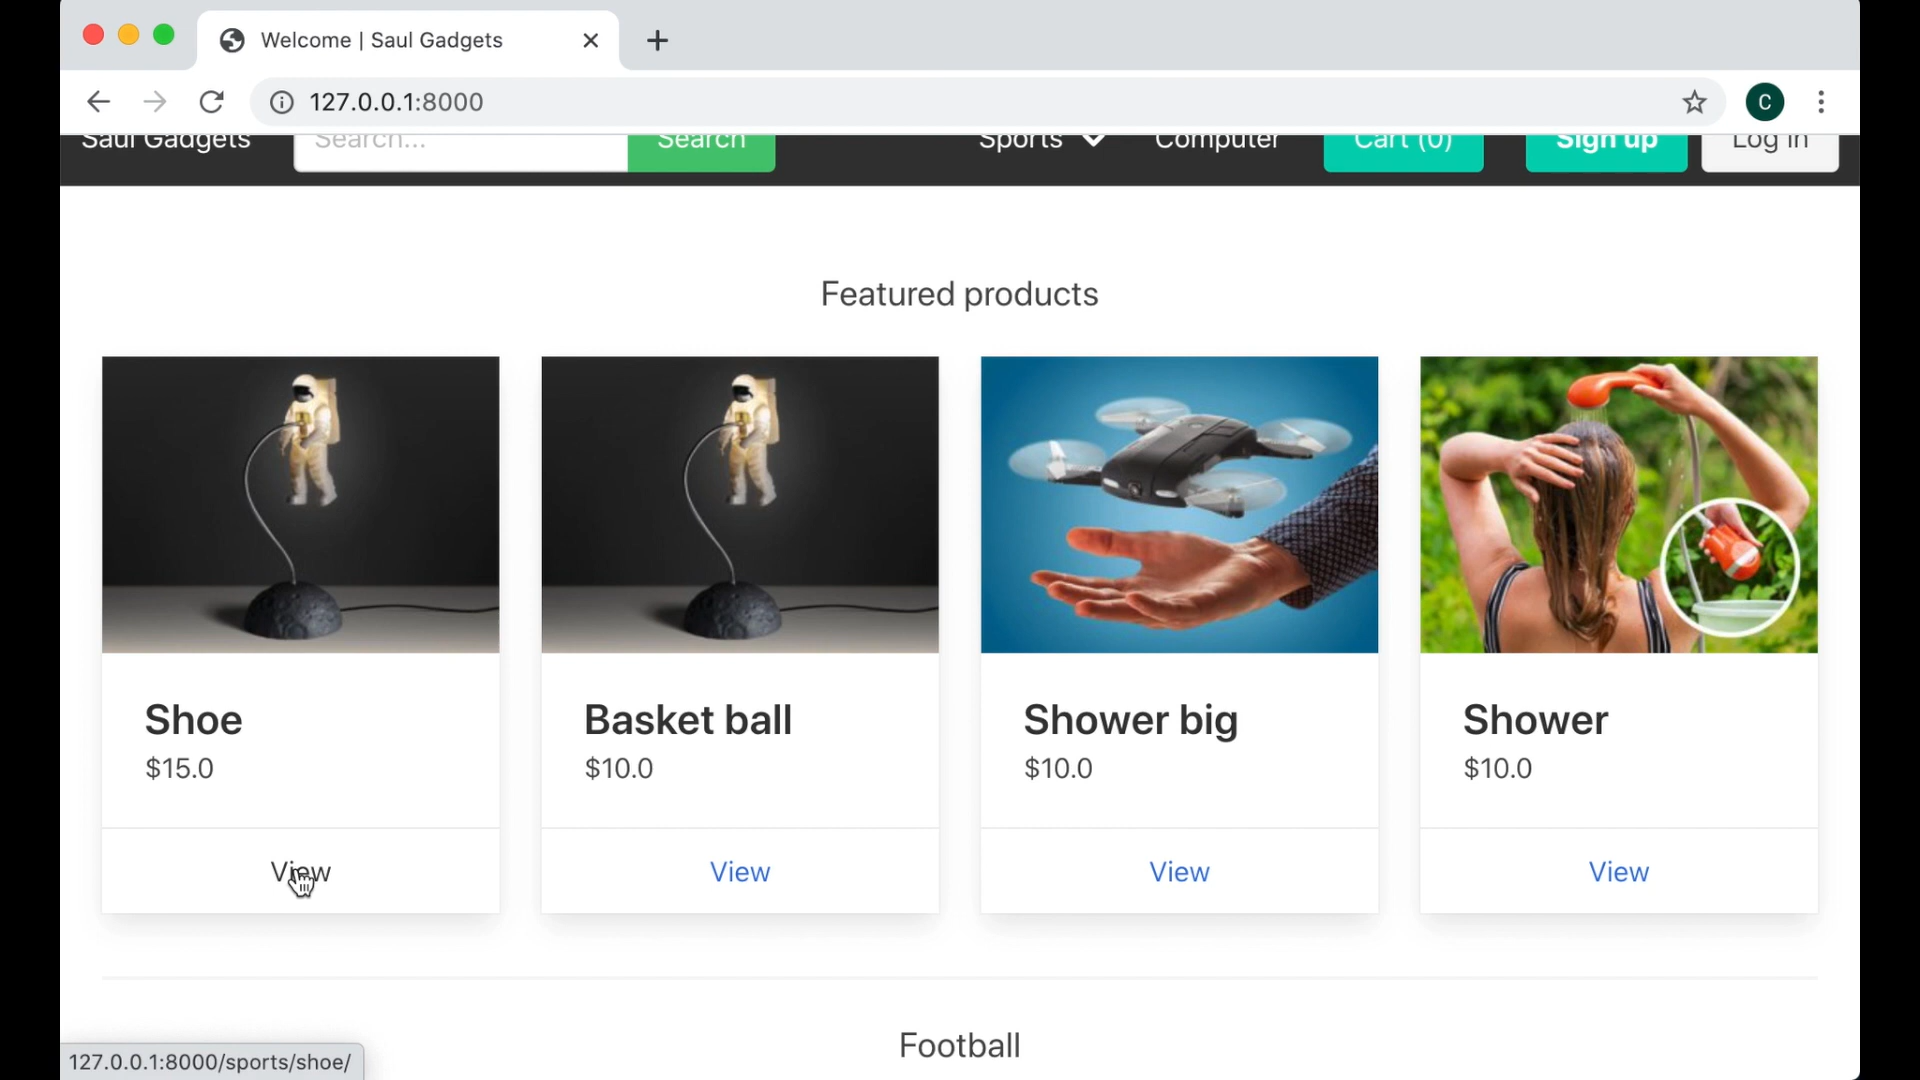 Welcome | Saul Gadgets
127.0.0.1:8000
C
Saul Gadgets Search... Search Sports Computer Cart (0) Sign up Log in
Featured products
Shoe
$15.0
View
Basket ball
$10.0
View
Shower big
$10.0
View
Shower
$10.0
View
Football
127.0.0.1:8000/sports/shoe/